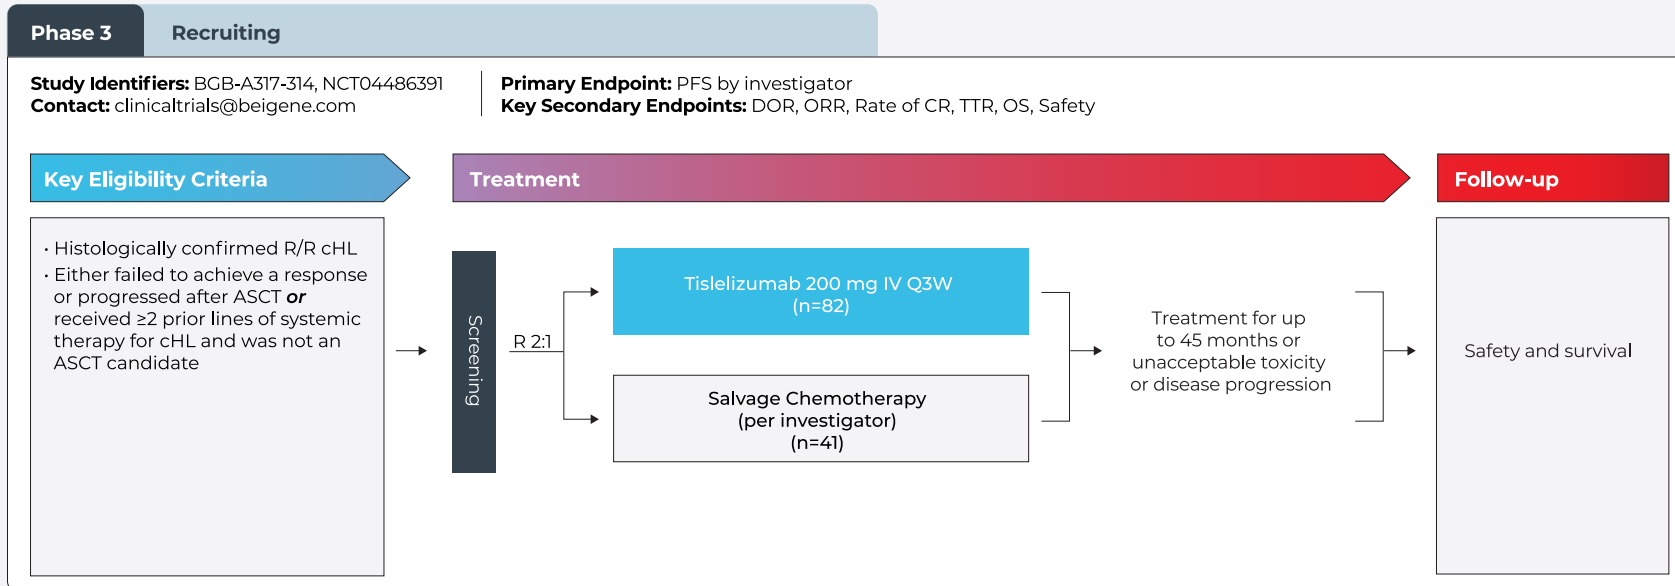 Phase 3
Recruiting
Study Identifiers: BGB-A317-314, NCT04486391
Contact: clinicaltrials@beigene.com
Primary Endpoint: PFS by investigator
Key Secondary Endpoints: DOR, ORR, Rate of CR, TTR, OS, Safety
Key Eligibility Criteria
Treatment
Follow-up
· Histologically confirmed R/R cHL
· Either failed to achieve a response
or progressed after ASCT or
received ≥2 prior lines of systemic
therapy for cHL and was not an
ASCT candidate
Screening
R 2:1
Tislelizumab 200 mg IV Q3W
(n=82)
Salvage Chemotherapy
(per investigator)
(n=41)
Treatment for up
to 45 months or
unacceptable toxicity
or disease progression
Safety and survival